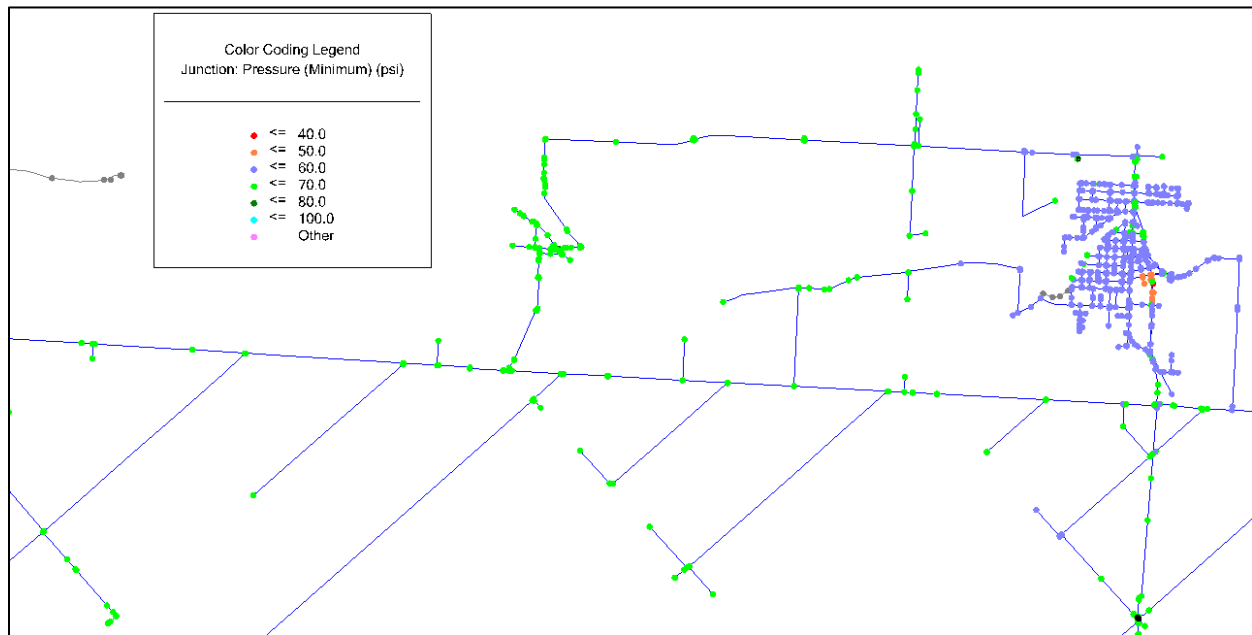 Color Coding Legend
Junction: Pressure (Minimum) (psi)
<= 40.0
<= 50.0
<= 60.0
<= 70.0
<= 80.0
<= 100.0
Other